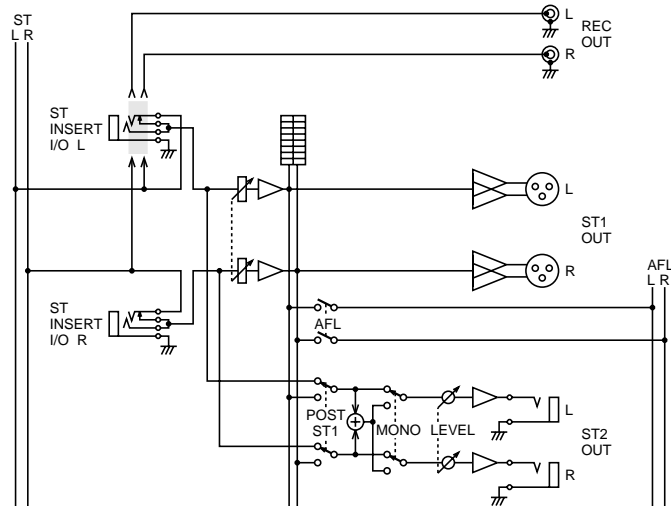 ST
L R
L
REC
OUT
R
ST
INSERT
I/O L
L
ST1
OUT
R
AFL
L R
ST
INSERT
I/O R
AFL
POST
ST1
MONO
LEVEL
L
ST2
OUT
R